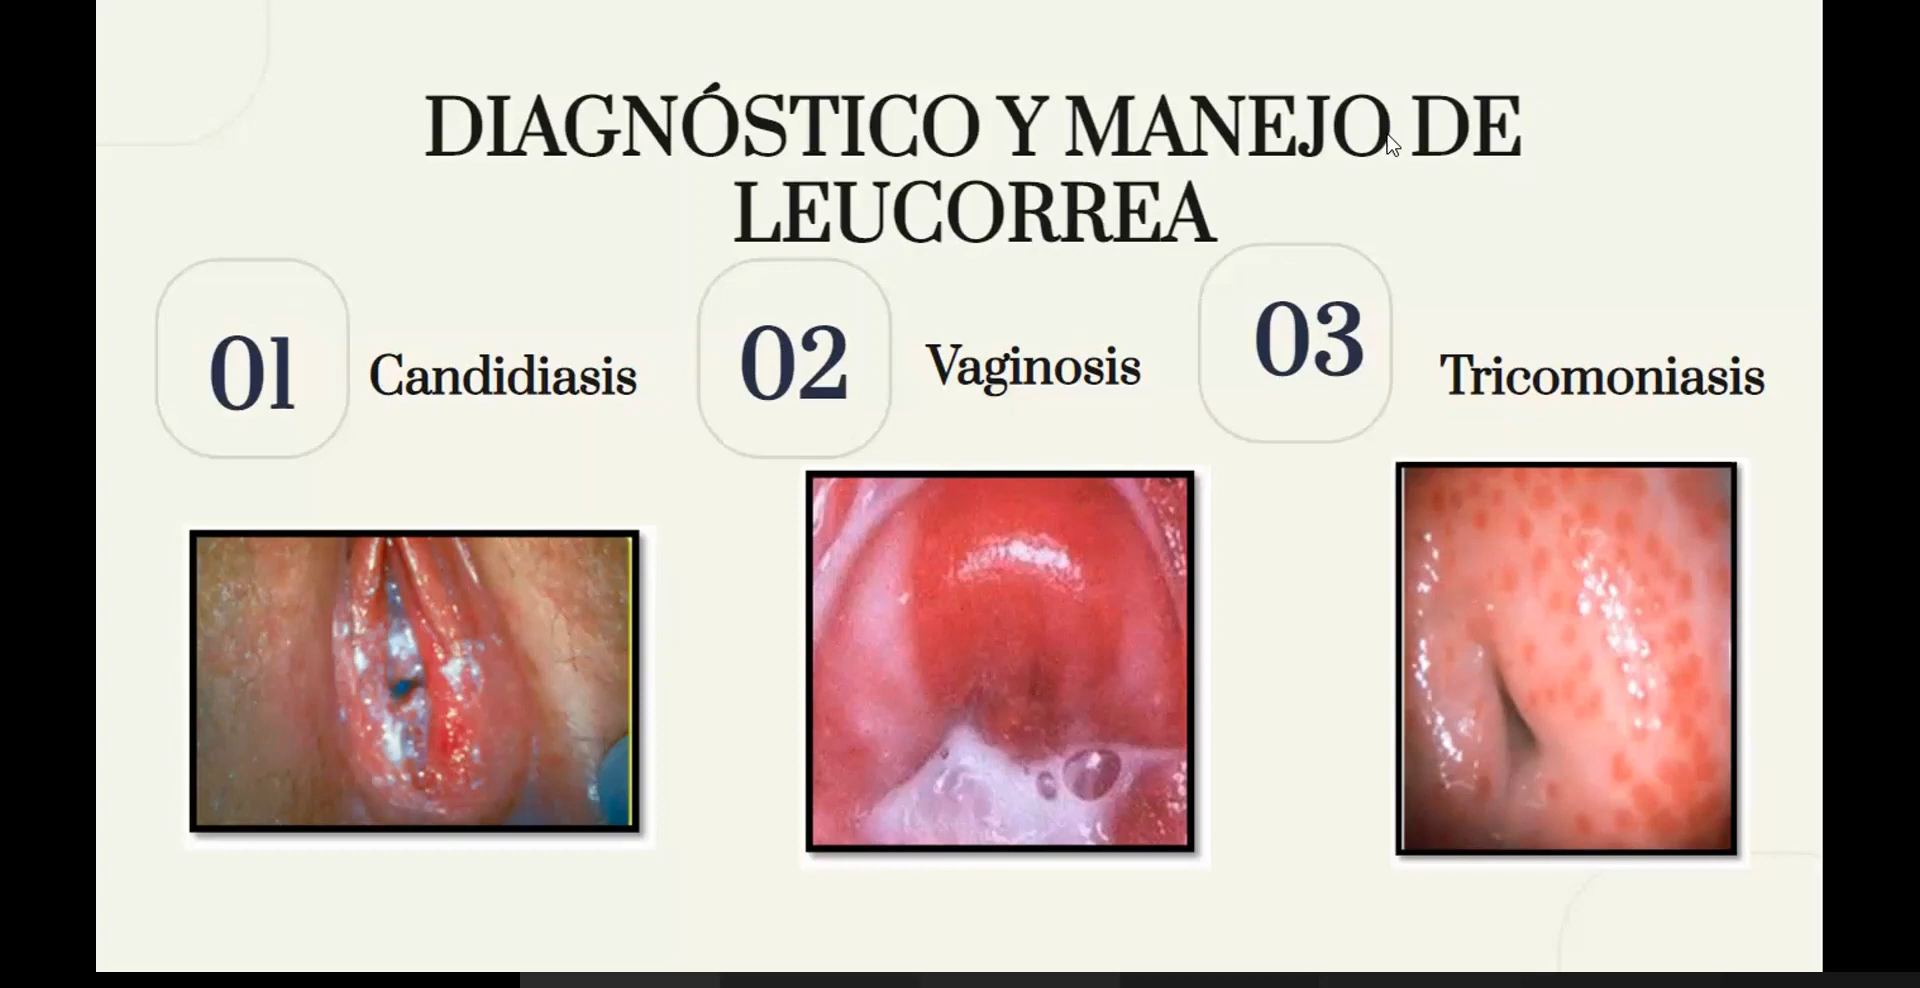 DIAGNÓSTICO Y MANEJO DE
LEUCORREA
01 Candidiasis
02 Vaginosis
03 Tricomoniasis